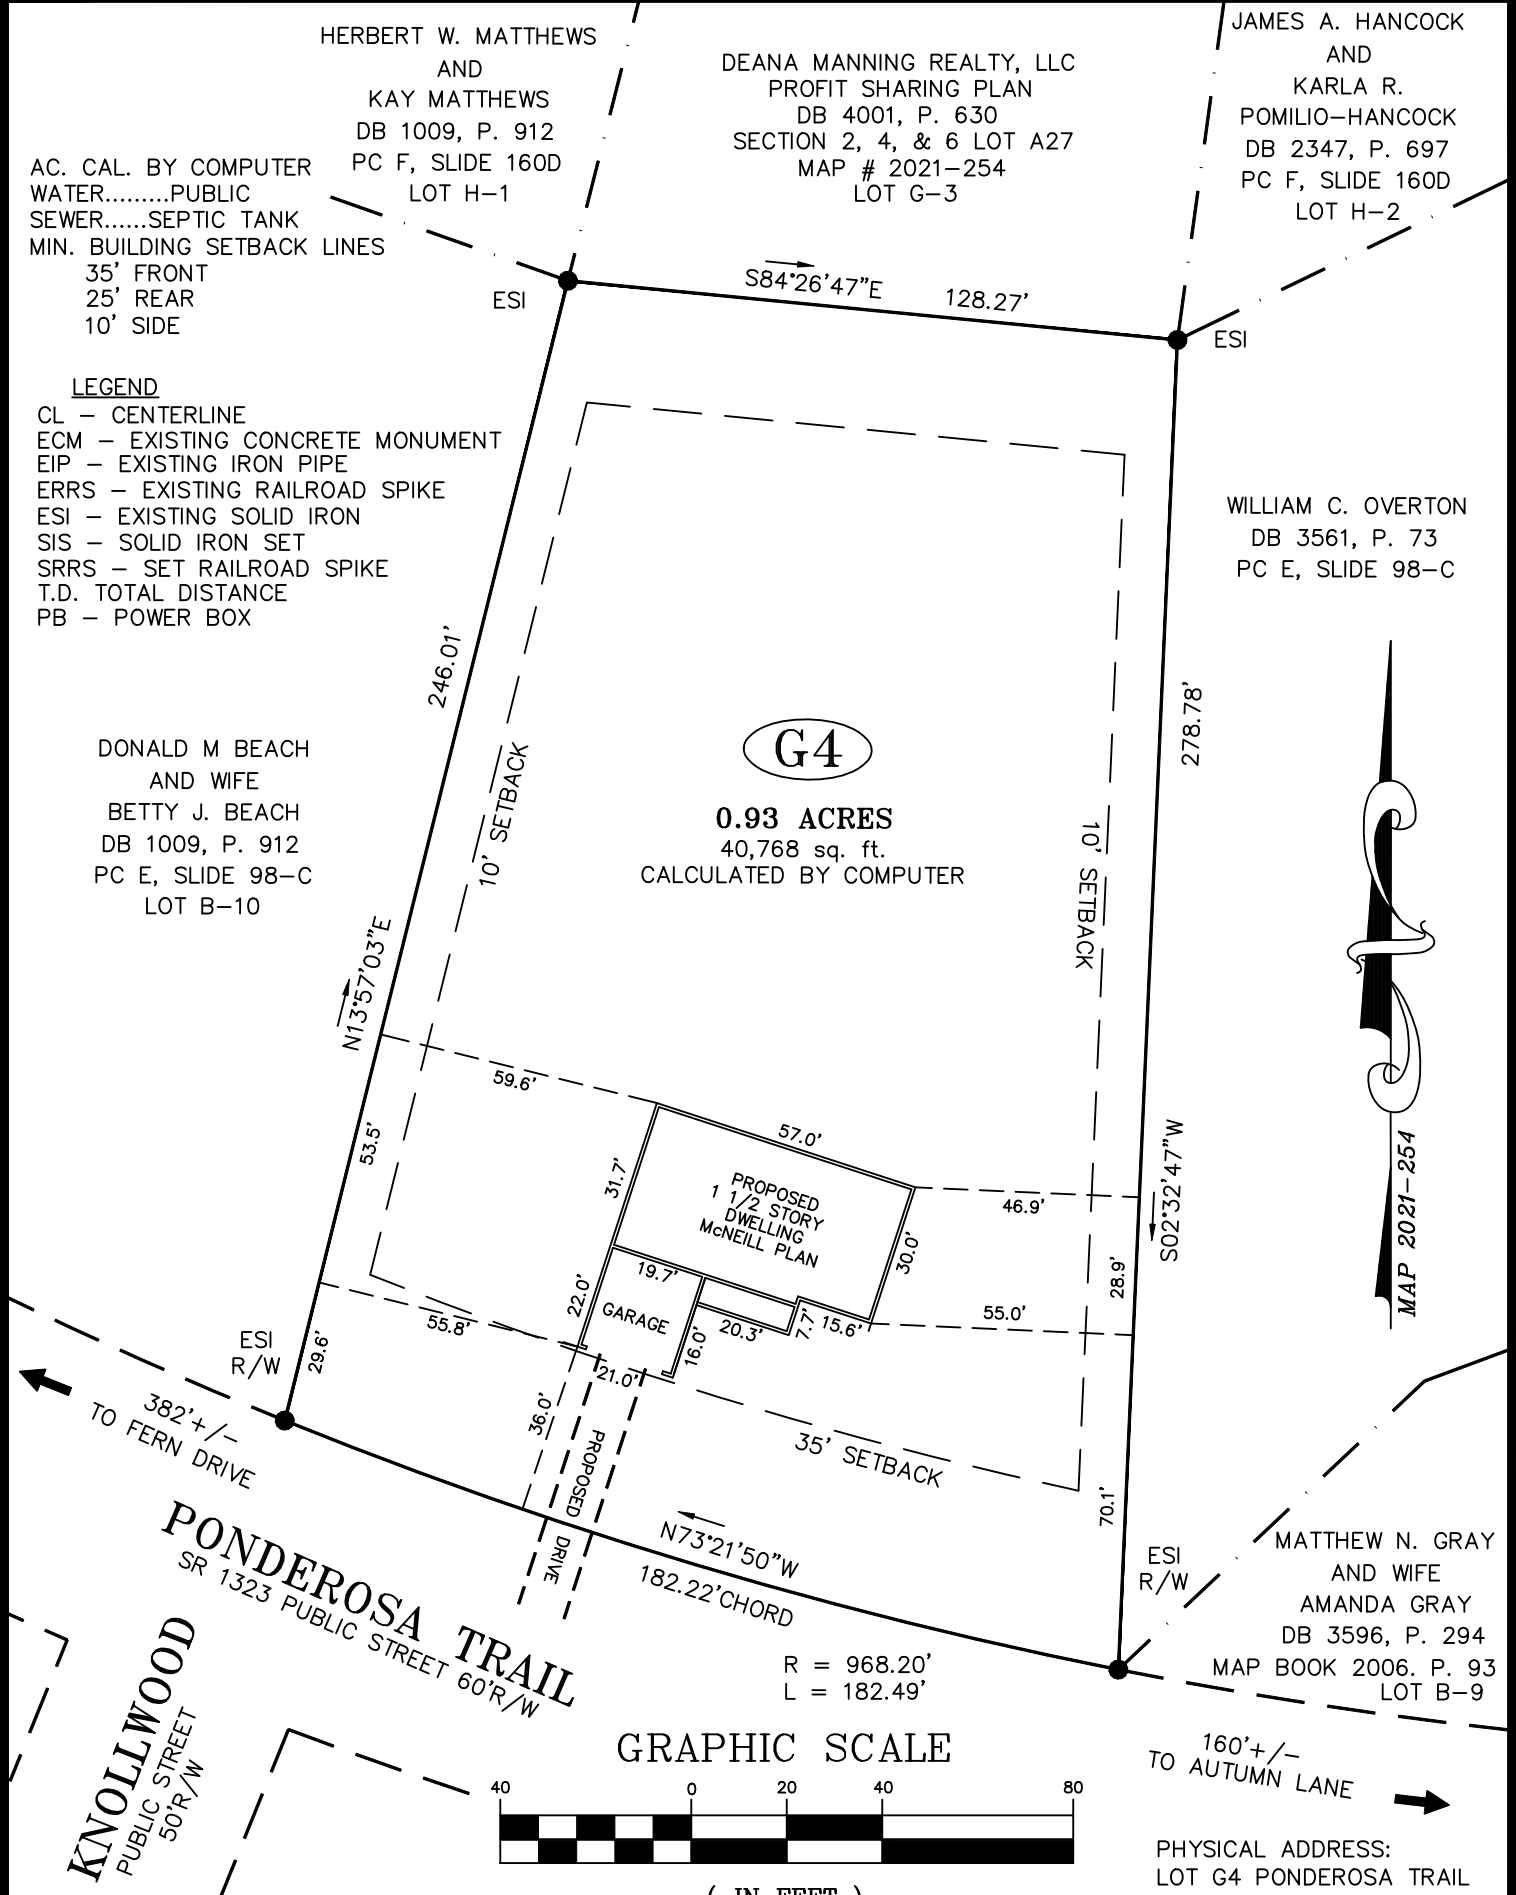 HERBERT W. MATTHEWS
AND
KAY MATTHEWS
DB 1009, P. 912
PC F, SLIDE 160D
LOT H-1
DEANA MANNING REALTY, LLC
PROFIT SHARING PLAN
DB 4001, P. 630
SECTION 2, 4, & 6 LOT A27
MAP # 2021-254
LOT G-3
JAMES A. HANCOCK
AND
KARLA R.
POMILIO-HANCOCK
DB 2347, P. 697
PC F, SLIDE 160D
LOT H-2
AC. CAL. BY COMPUTER
WATER.........PUBLIC
SEWER......SEPTIC TANK
MIN. BUILDING SETBACK LINES
35' FRONT
25' REAR
10' SIDE
ESI
S84°26'47"E 128.27'
ESI
LEGEND
CL - CENTERLINE
ECM - EXISTING CONCRETE MONUMENT
EIP - EXISTING IRON PIPE
ERRS - EXISTING RAILROAD SPIKE
ESI - EXISTING SOLID IRON
SIS - SOLID IRON SET
SRRS - SET RAILROAD SPIKE
T.D. TOTAL DISTANCE
PB - POWER BOX
WILLIAM C. OVERTON
DB 3561, P. 73
PC E, SLIDE 98-C
246.01'
278.78'
DONALD M BEACH
AND WIFE
BETTY J. BEACH
DB 1009, P. 912
PC E, SLIDE 98-C
LOT B-10
10' SETBACK
G4
0.93 ACRES
40,768 sq. ft.
CALCULATED BY COMPUTER
10' SETBACK
N13°57'03"E
59.6'
53.5'
57.0'
31.7'
PROPOSED
1 1/2 STORY
DWELLING
McNEILL PLAN
46.9'
S02°32'47"W
MAP 2021-254
30.0'
28.9'
19.7'
22.0'
GARAGE
20.3'
7.7'
15.6'
55.0'
16.0'
55.8'
29.6'
21.0'
36.0'
ESI
R/W
382'+/-
TO FERN DRIVE
PROPOSED
DRIVE
35' SETBACK
70.1'
N73°21'50"W
182.22'CHORD
ESI
R/W
MATTHEW N. GRAY
AND WIFE
AMANDA GRAY
DB 3596, P. 294
MAP BOOK 2006. P. 93
LOT B-9
PONDEROSA TRAIL
SR 1323 PUBLIC STREET 60'R/W
R = 968.20'
L = 182.49'
KNOLLWOOD
PUBLIC STREET
50'R/W
GRAPHIC SCALE
40 0 20 40 80
( IN FEET )
160'+/-
TO AUTUMN LANE
PHYSICAL ADDRESS:
LOT G4 PONDEROSA TRAIL